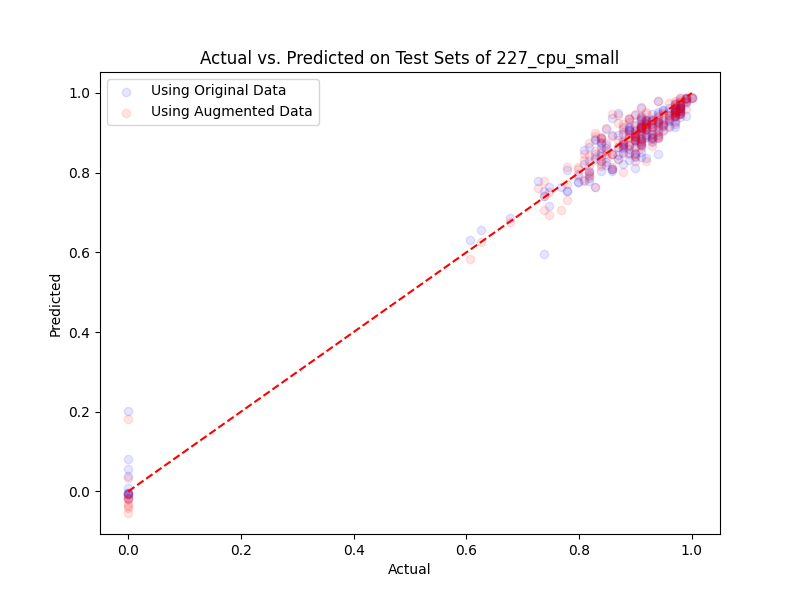 Actual vs. Predicted on Test Sets of 227_cpu_small
Using Original Data
Using Augmented Data
1.0
0.8
0.6
0.4
0.2
0.0
Predicted
0.0 0.2 0.4 0.6 0.8 1.0
Actual